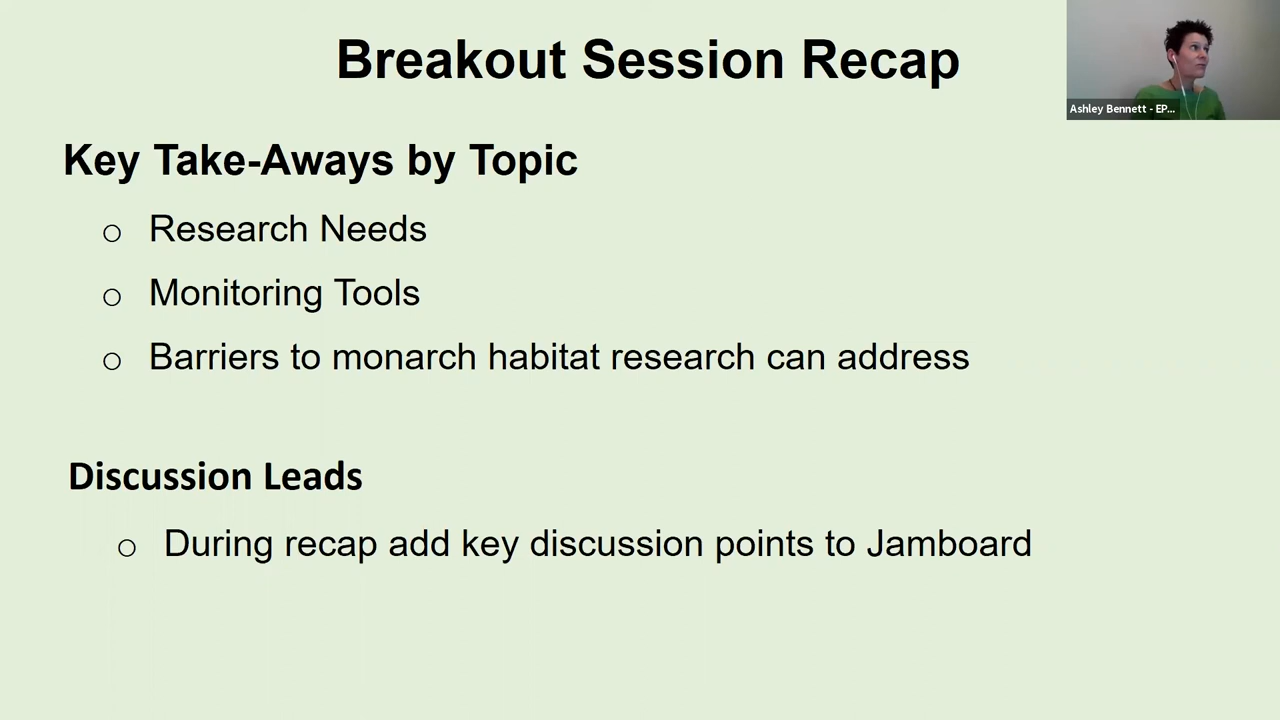 Breakout Session Recap
Ashley Bennett - EP...
Key Take-Aways by Topic
o Research Needs
o Monitoring Tools
o Barriers to monarch habitat research can address
Discussion Leads
o During recap add key discussion points to Jamboard